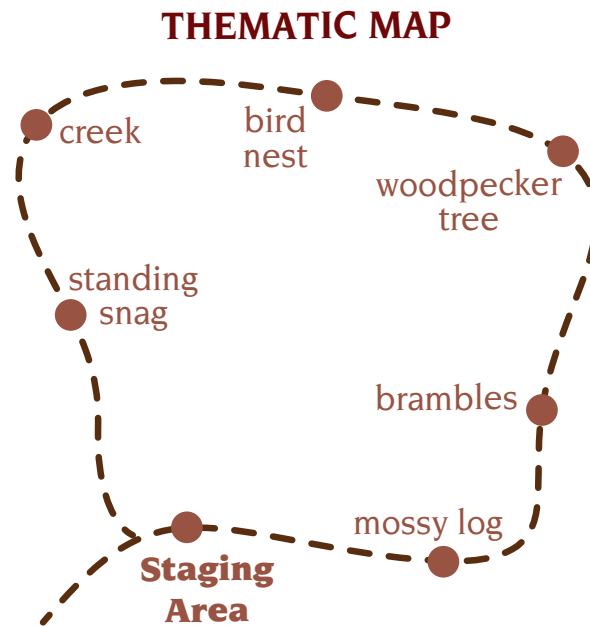 THEMATIC MAP
creek
bird
nest
woodpecker
tree
standing
snag
brambles
mossy log
Staging
Area